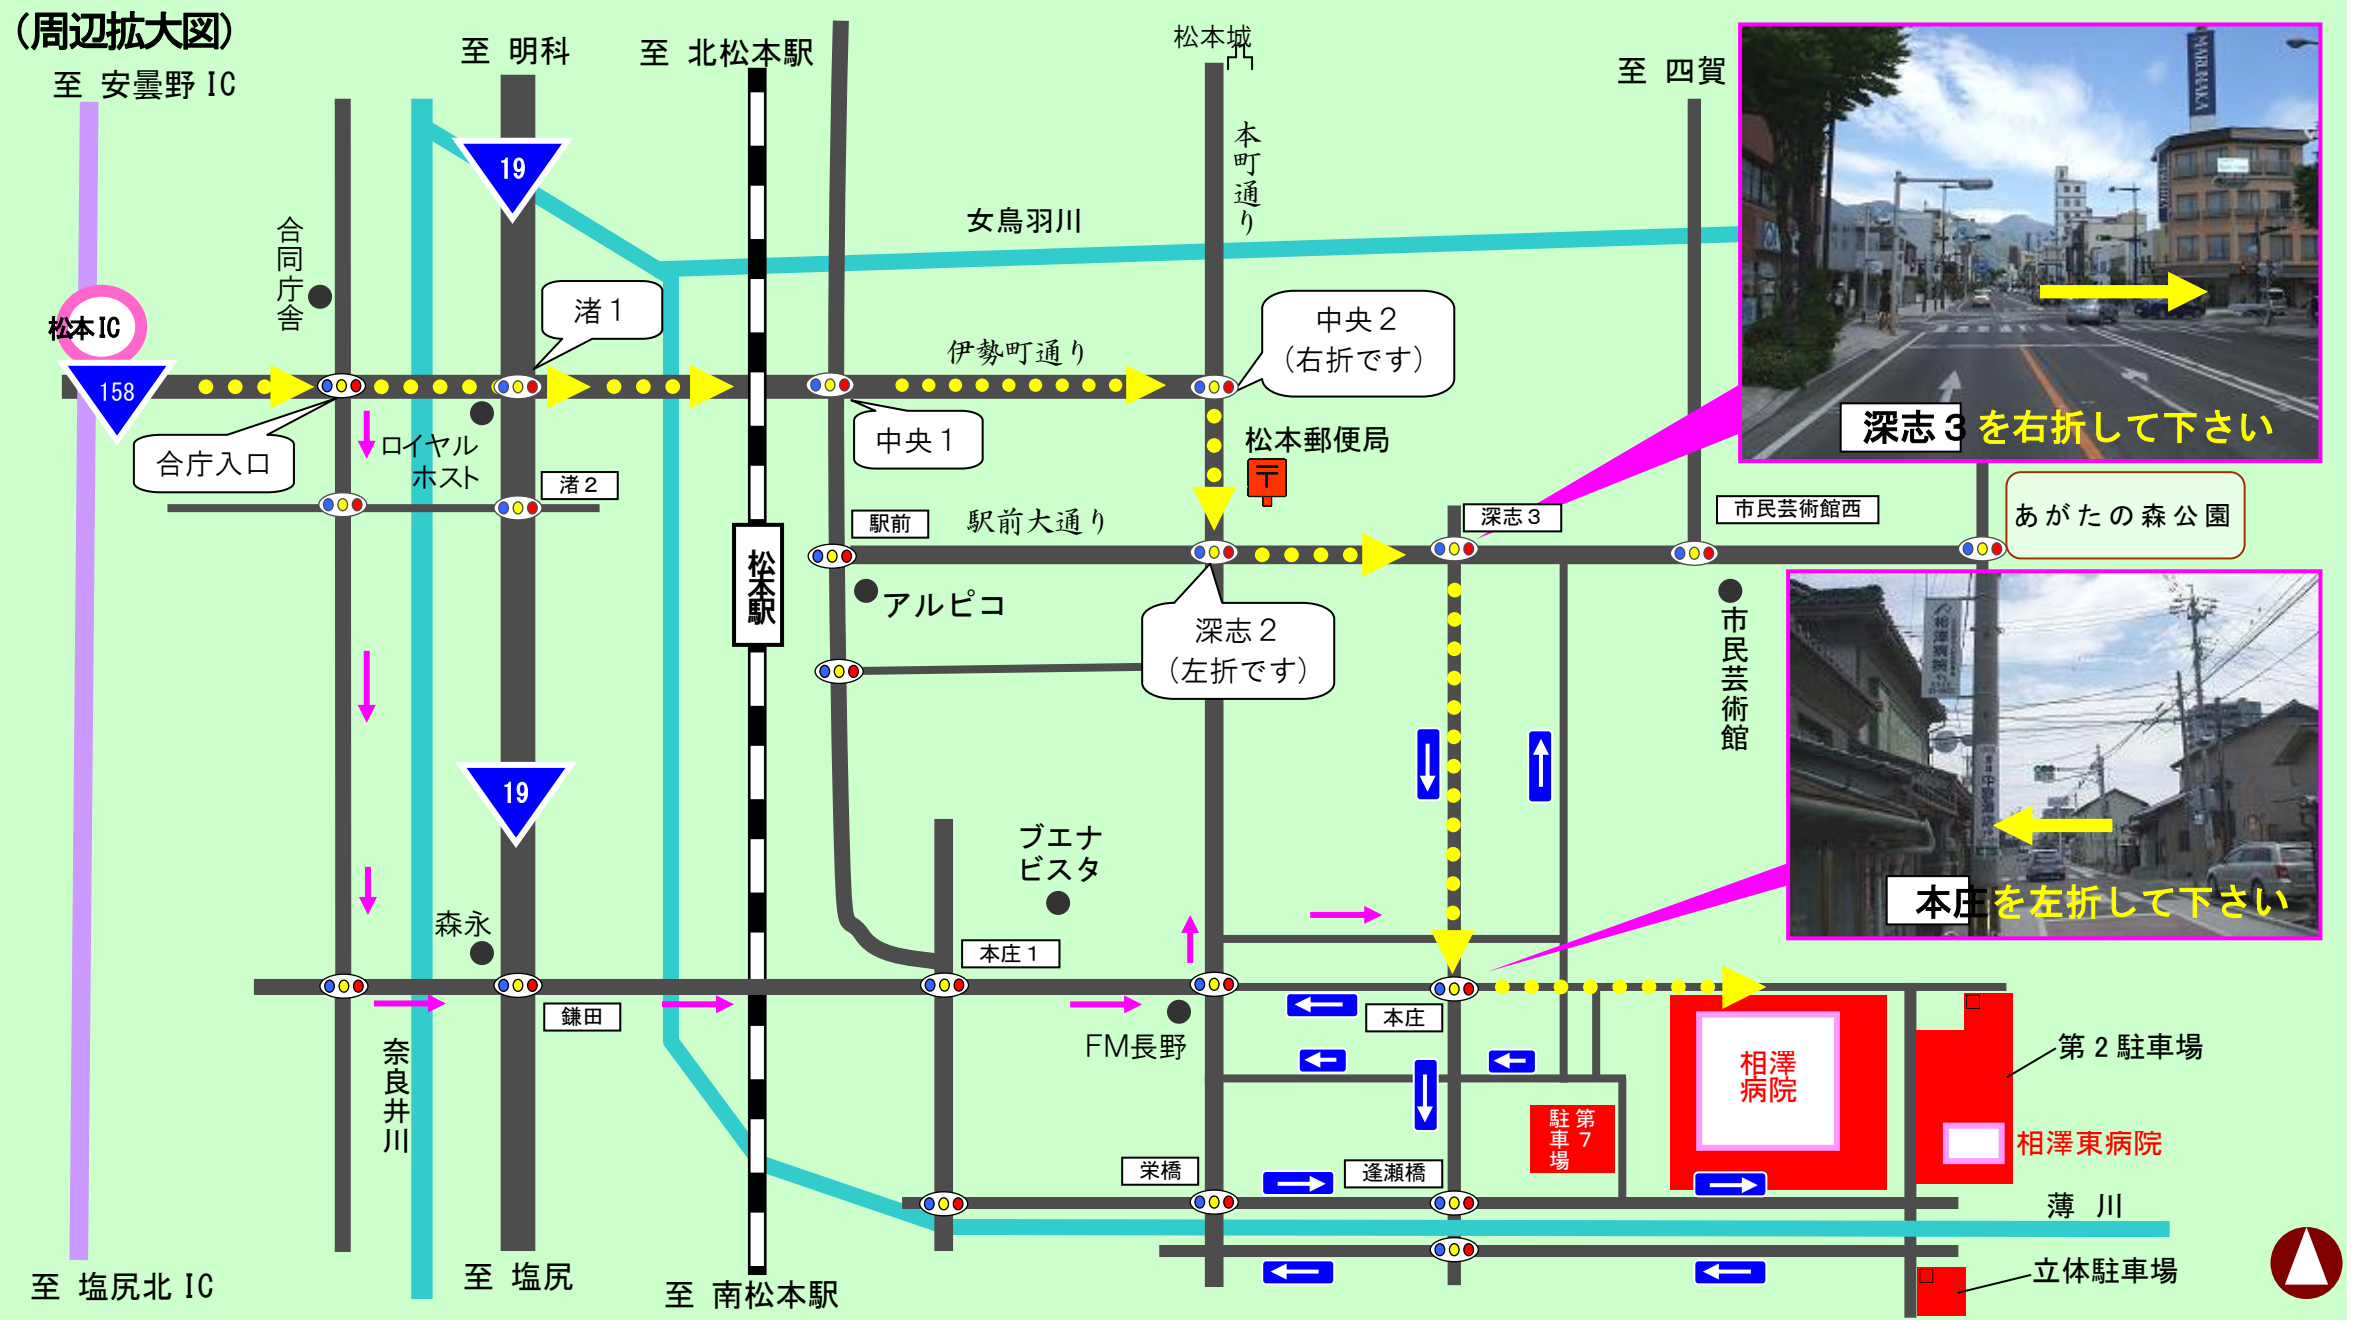 （周辺拡大図）
至 安曇野 IC
至 明科
至 北松本駅
松本城
至 四賀
本町通り
女鳥羽川
19
合同庁舎
松本 IC
158
渚１
中央２
（右折です）
伊勢町通り
合庁入口
ロイヤル
ホスト
中央１
松本郵便局
〒
渚２
駅前
駅前大通り
深志３
市民芸術館西
あがたの森公園
MARUNAKA
深志３を右折して下さい
松本駅
アルピコ
深志２
（左折です）
市民芸術館
相澤病院
本庄を左折して下さい
19
ブエナ
ビスタ
森永
本庄１
鎌田
本庄
FM長野
奈良井川
相澤
病院
第２駐車場
第７
駐車場
相澤東病院
栄橋
逢瀬橋
薄 川
立体駐車場
至 塩尻北 IC
至 塩尻
至 南松本駅